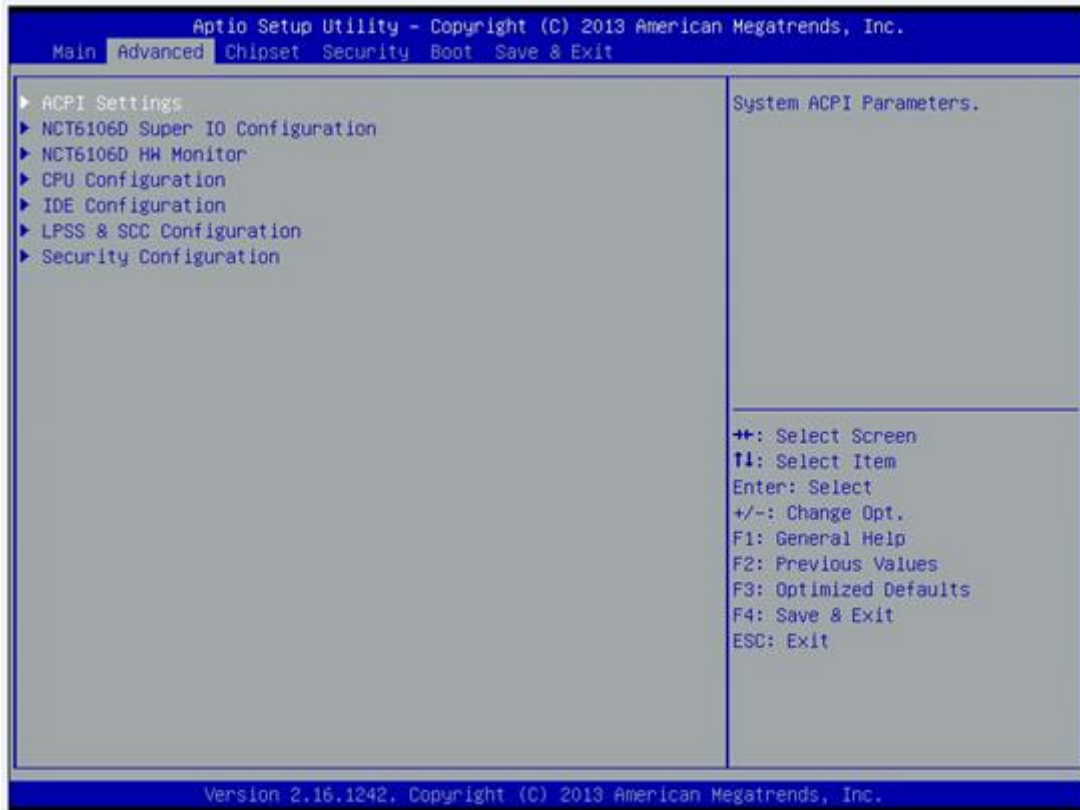 Aptio Setup Utility – Copyright (C) 2013 American Megatrends, Inc.
Main Advanced Chipset Security Boot Save & Exit
▶ ACPI Settings
▶ NCT6106D Super IO Configuration
▶ NCT6106D HW Monitor
▶ CPU Configuration
▶ IDE Configuration
▶ LPSS & SCC Configuration
▶ Security Configuration
System ACPI Parameters.
→←: Select Screen
↑↓: Select Item
Enter: Select
+/-: Change Opt.
F1: General Help
F2: Previous Values
F3: Optimized Defaults
F4: Save & Exit
ESC: Exit
Version 2.16.1242. Copyright (C) 2013 American Megatrends, Inc.